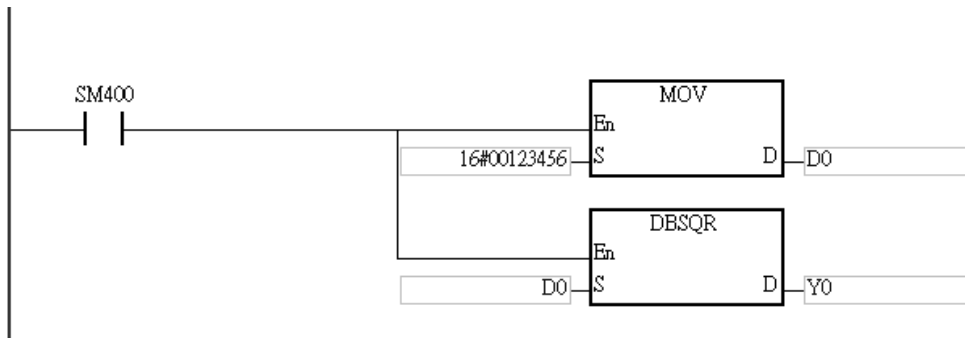 SM400
MOV
En
16#00123456 S D D0
DBSQR
En
D0 S D Y0